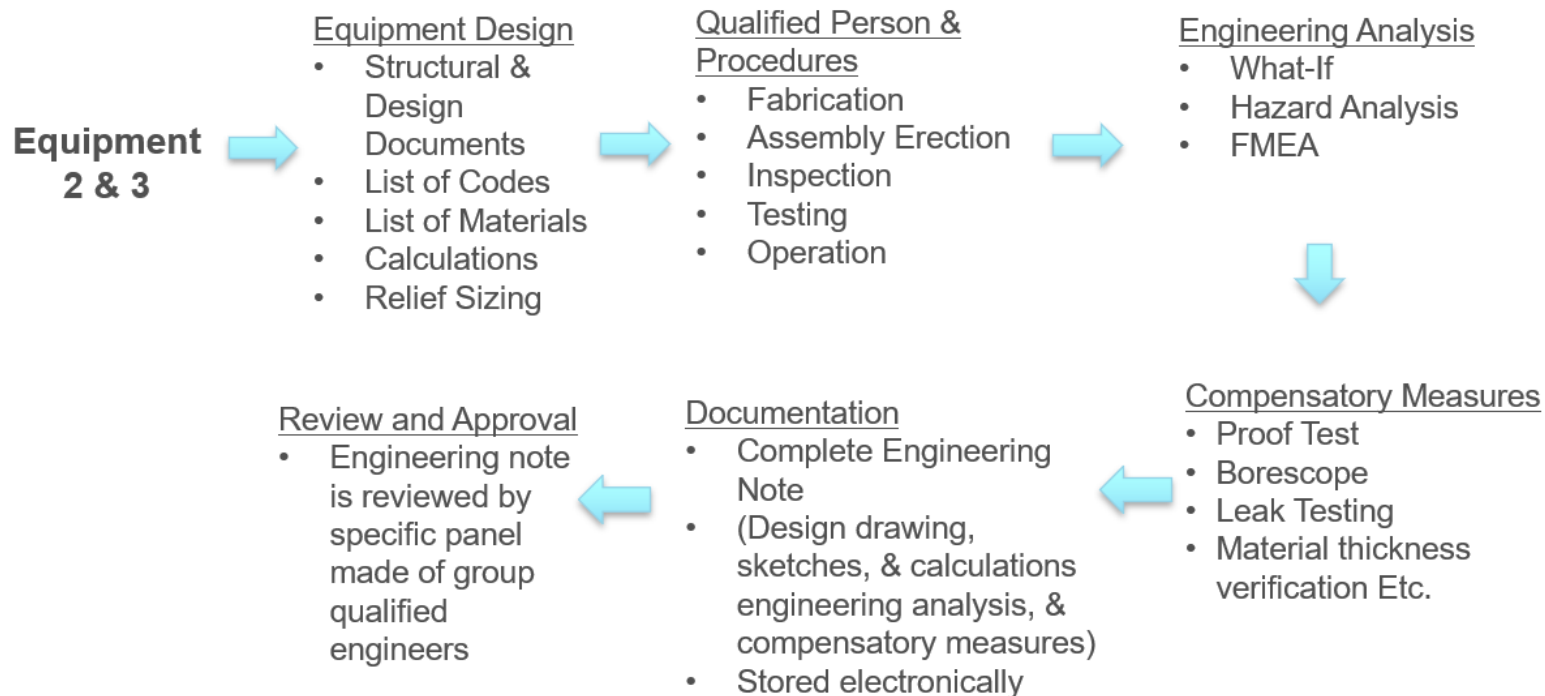 Equipment
2 & 3
Equipment Design
• Structural &
Design
Documents
• List of Codes
• List of Materials
• Calculations
• Relief Sizing
Qualified Person &
Procedures
• Fabrication
• Assembly Erection
• Inspection
• Testing
• Operation
Engineering Analysis
• What-If
• Hazard Analysis
• FMEA
Compensatory Measures
• Proof Test
• Borescope
• Leak Testing
• Material thickness
verification Etc.
Documentation
• Complete Engineering
Note
• (Design drawing,
sketches, & calculations
engineering analysis, &
compensatory measures)
• Stored electronically
Review and Approval
• Engineering note
is reviewed by
specific panel
made of group
qualified
engineers